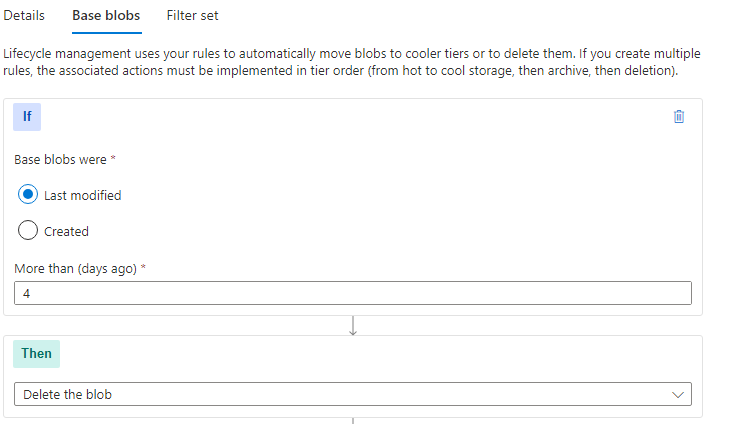 Details Base blobs Filter set
Lifecycle management uses your rules to automatically move blobs to cooler tiers or to delete them. If you create multiple
rules, the associated actions must be implemented in tier order (from hot to cool storage, then archive, then deletion).
If
Base blobs were *
Last modified
Created
More than (days ago) *
4
Then
Delete the blob